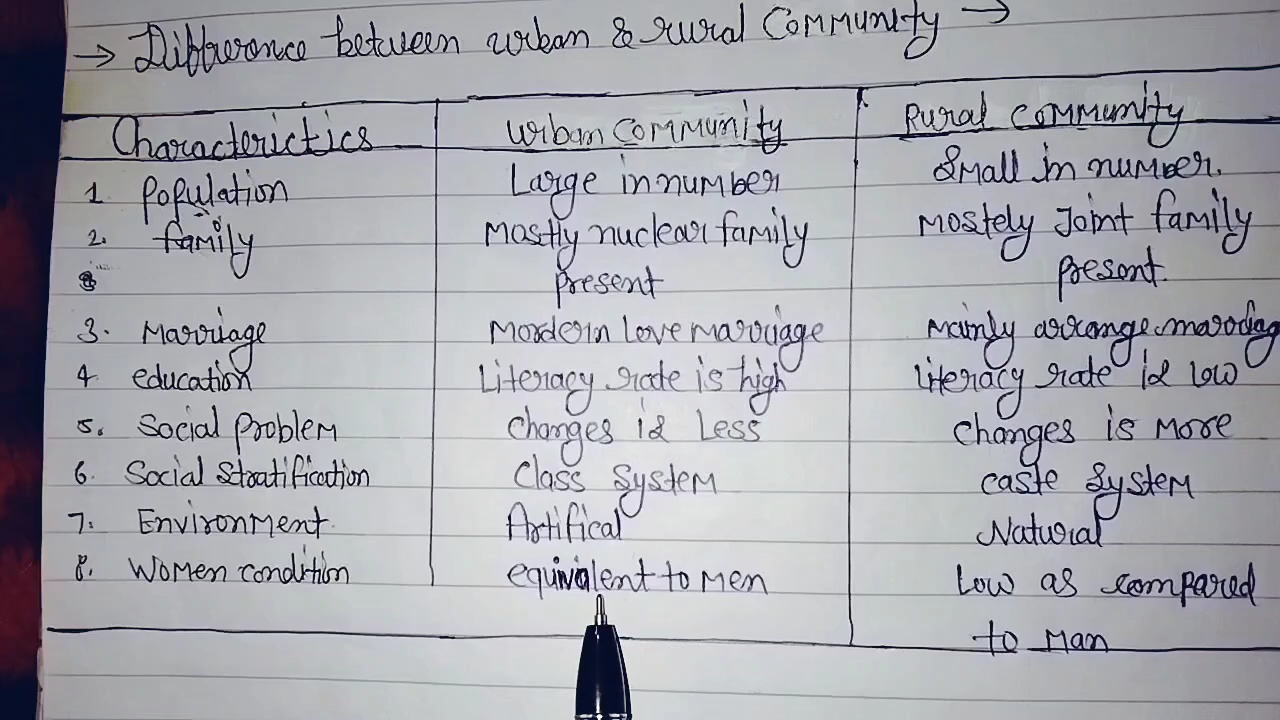 → Difference between urban & rural Community →
Characterictics urban community Rural community
1. population Large in number Small in number.
2. family Mostly nuclear family Mostely Joint family
present present
3. Marriage Mordern love marriage Mainly arrange marriag
4. education Literacy rate is high Literacy rate is low
5. Social problem Changes is Less Changes is More
6. Social Stratification Class System caste System
7. Environment Artifical Natural
8. Women condition equivalent to men Low as compared
to Man